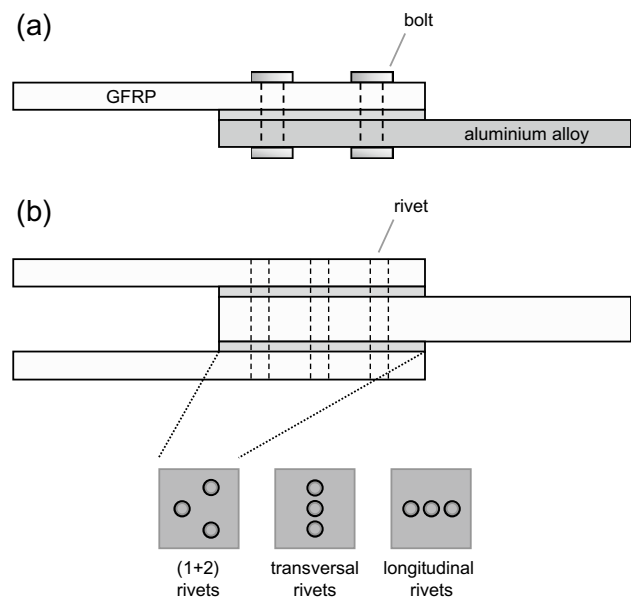 (a)
bolt
GFRP
aluminium alloy
(b)
rivet
(1+2)
rivets
transversal
rivets
longitudinal
rivets